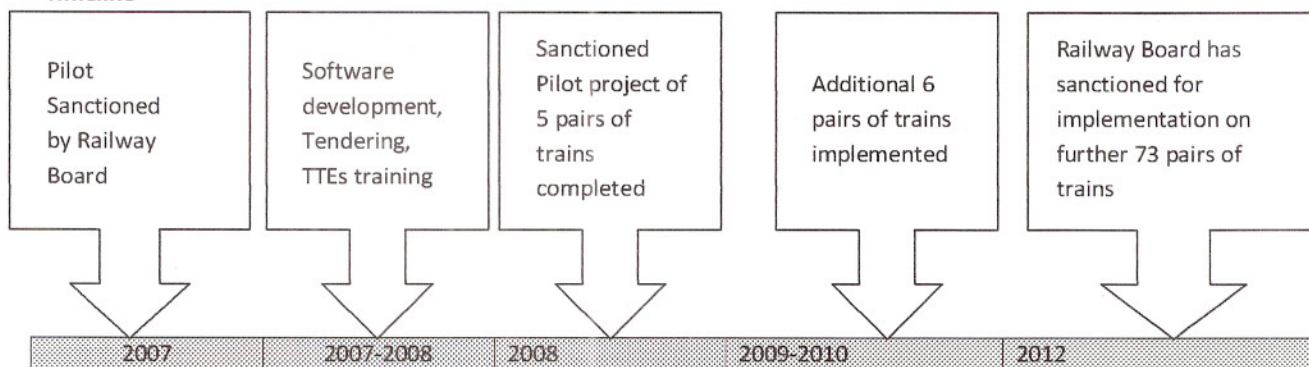 Pilot
Sanctioned
by Railway
Board
Software
development,
Tendering,
TTEs training
Sanctioned
Pilot project of
5 pairs of
trains
completed
Additional 6
pairs of trains
implemented
Railway Board has
sanctioned for
implementation on
further 73 pairs of
trains
2007
2007-2008
2008
2009-2010
2012